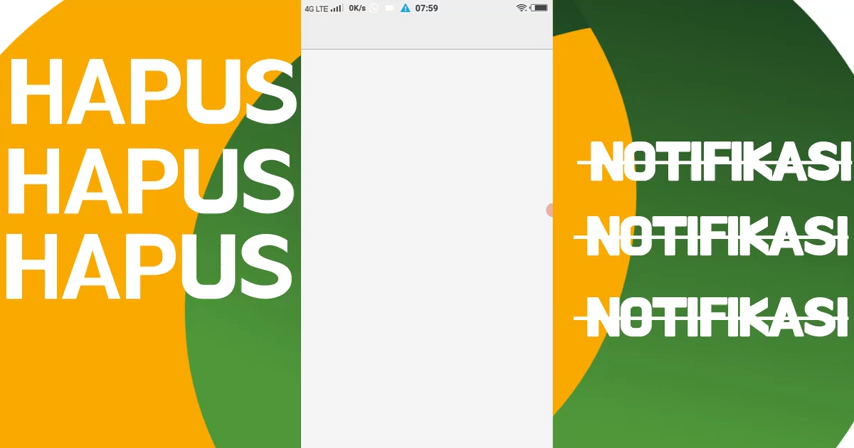 HAPUS
HAPUS
HAPUS
4G LTE 0K/s 07:59
NOTIFIKASI
NOTIFIKASI
NOTIFIKASI